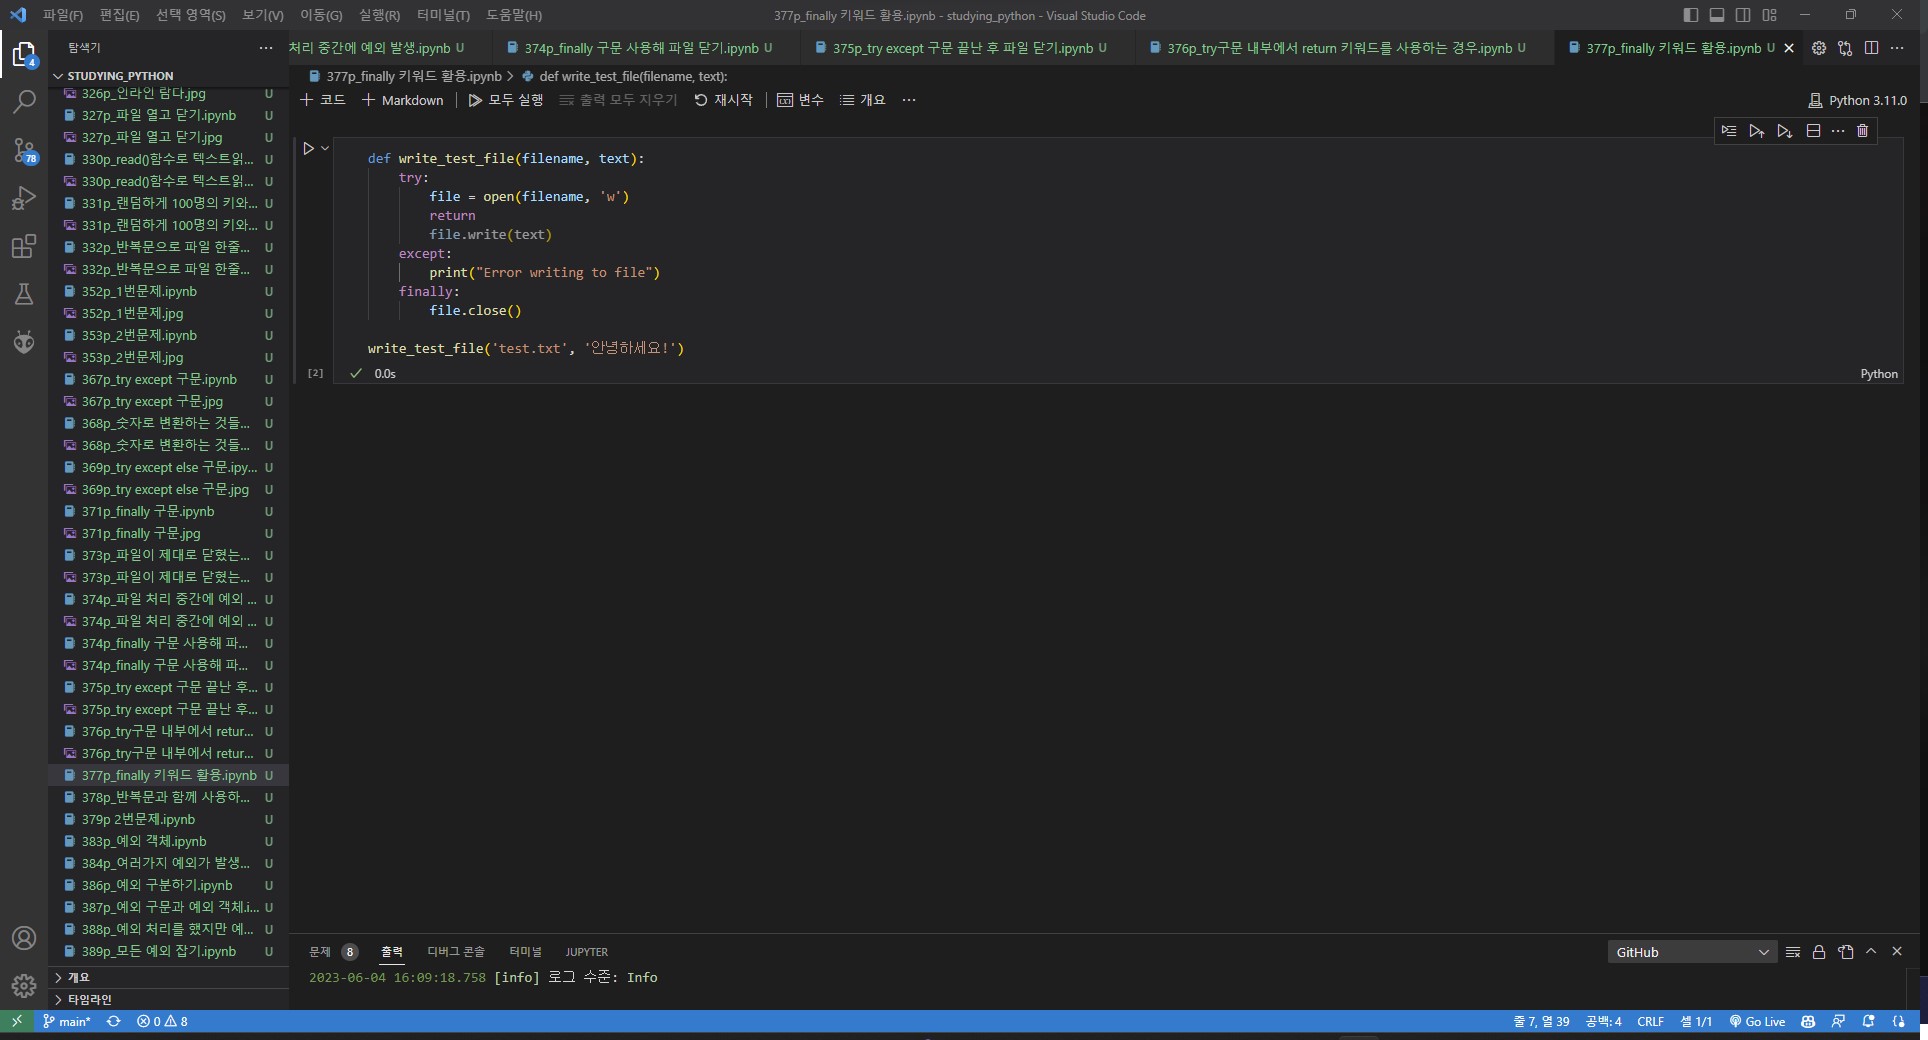 파일(F) 편집(E) 선택 영역(S) 보기(V) 이동(G) 실행(R) 터미널(T) 도움말(H)
377p_finally 키워드 활용.ipynb - studying_python - Visual Studio Code
탐색기
처리 중간에 예외 발생.ipynb U
374p_finally 구문 사용해 파일 닫기.ipynb U
375p_try except 구문 끝난 후 파일 닫기.ipynb U
376p_try구문 내부에서 return 키워드를 사용하는 경우.ipynb U
377p_finally 키워드 활용.ipynb U
STUDYING_PYTHON
377p_finally 키워드 활용.ipynb > def write_test_file(filename, text):
코드 Markdown 모두 실행 출력 모두 지우기 재시작 변수 개요 ...
Python 3.11.0
4
78
326p_인라인 람다.jpg U
327p_파일 열고 닫기.ipynb U
327p_파일 열고 닫기.jpg U
330p_read()함수로 텍스트읽... U
330p_read()함수로 텍스트읽... U
331p_랜덤하게 100명의 키와... U
331p_랜덤하게 100명의 키와... U
332p_반복문으로 파일 한줄... U
332p_반복문으로 파일 한줄... U
352p_1번문제.ipynb U
352p_1번문제.jpg U
353p_2번문제.ipynb U
353p_2번문제.jpg U
367p_try except 구문.ipynb U
367p_try except 구문.jpg U
368p_숫자로 변환하는 것들... U
368p_숫자로 변환하는 것들... U
369p_try except else 구문.ipy... U
369p_try except else 구문.jpg U
371p_finally 구문.ipynb U
371p_finally 구문.jpg U
373p_파일이 제대로 닫혔는... U
373p_파일이 제대로 닫혔는... U
374p_파일 처리 중간에 예외 ... U
374p_파일 처리 중간에 예외 ... U
374p_finally 구문 사용해 파... U
374p_finally 구문 사용해 파... U
375p_try except 구문 끝난 후... U
375p_try except 구문 끝난 후... U
376p_try구문 내부에서 retur... U
376p_try구문 내부에서 retur... U
377p_finally 키워드 활용.ipynb U
378p_반복문과 함께 사용하... U
379p 2번문제.ipynb U
383p_예외 객체.ipynb U
384p_여러가지 예외가 발생... U
386p_예외 구분하기.ipynb U
387p_예외 구문과 예외 객체.i... U
388p_예외 처리를 했지만 예... U
389p_모든 예외 잡기.ipynb U
개요
타임라인
def write_test_file(filename, text):
try:
file = open(filename, 'w')
return
file.write(text)
except:
print("Error writing to file")
finally:
file.close()
write_test_file('test.txt', '안녕하세요!')
[2] 0.0s
Python
문제 8 출력 디버그 콘솔 터미널 JUPYTER
GitHub
2023-06-04 16:09:18.758 [info] 로그 수준: Info
main* 0 8
줄 7, 열 39 공백: 4 CRLF 셀 1/1 Go Live